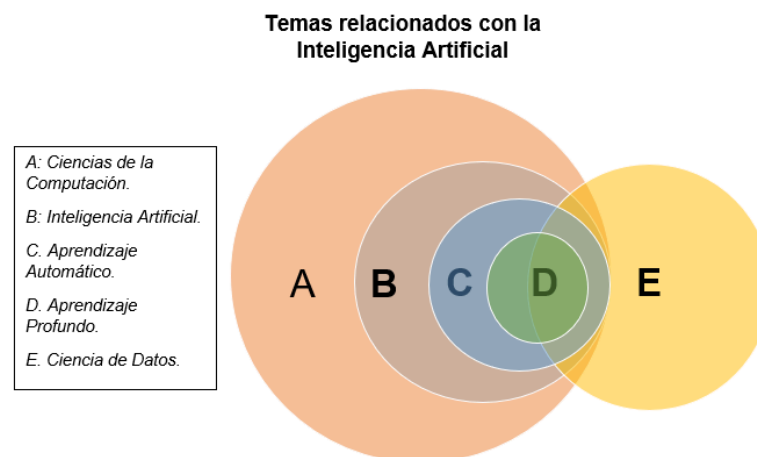 Temas relacionados con la
Inteligencia Artificial
A: Ciencias de la
Computación.
B: Inteligencia Artificial.
C. Aprendizaje
Automático.
D. Aprendizaje
Profundo.
E. Ciencia de Datos.
A B C D E